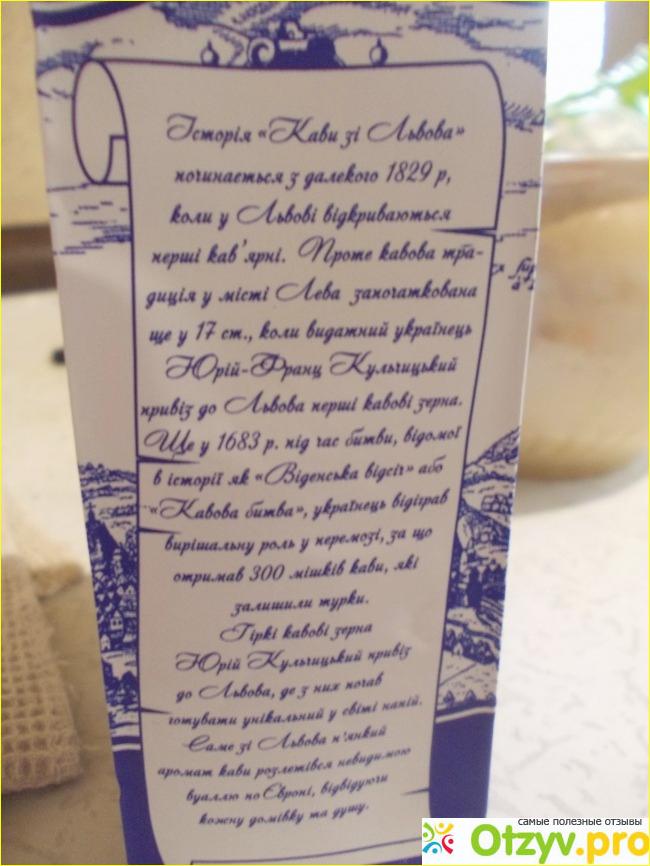 Історія «Кави зі Львова»
починається з далекого 1829 р,
коли у Львові відкриваються
перші кав'ярні. Проте кавова тра-
диція у місті Лева започаткована
ще у 17 ст., коли видатний українець
Юрій-Франц Кульчицький
привіз до Львова перші кавові зерна.
Ще у 1683 р. під час битви, відомої
в історії як «Віденська відсіч» або
«Кавова битва», українець відіграв
вирішальну роль у перемозі, за що
отримав 300 мішків кави, які
залишили турки.
Гіркі кавові зерна
Юрій Кульчицький привіз
до Львова, де з них почав
готувати унікальний у світі напій.
Саме зі Львова п'янкий
аромат кави розлетівся невидимою
вуаллю по Європі, відвідуючи
кожну домівку та душу.
самые полезные отзывы
Otzyv.pro